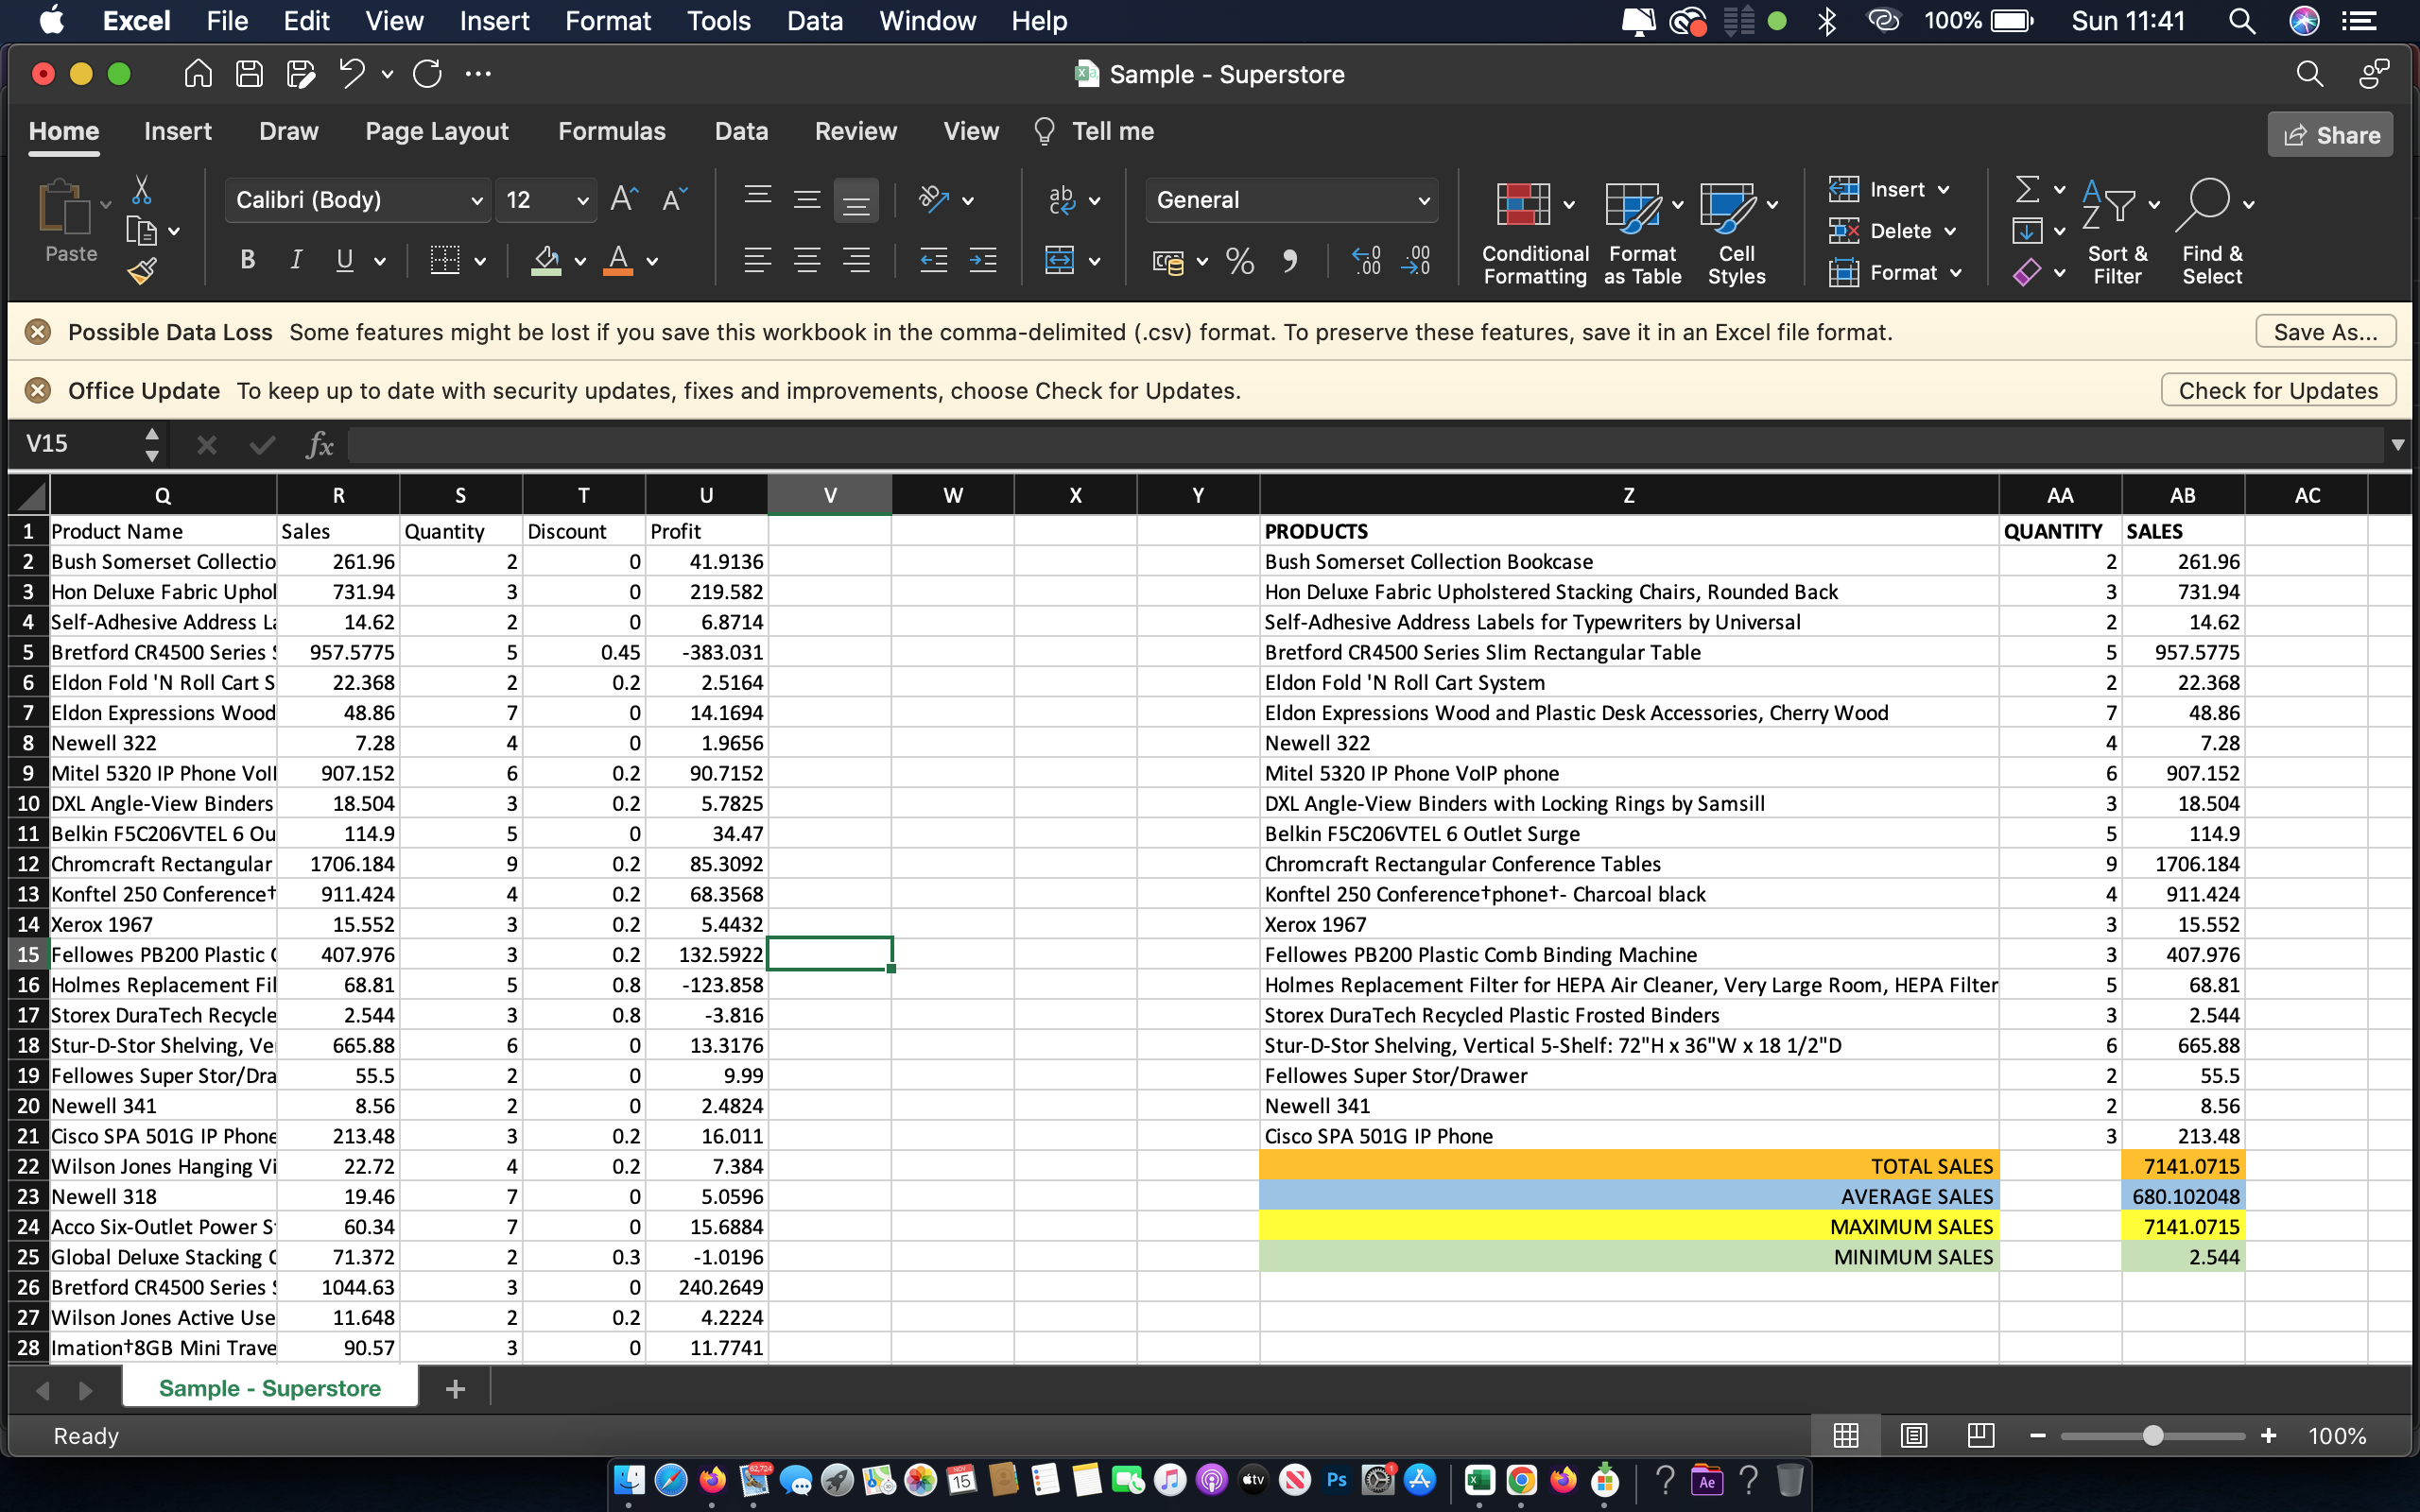 Excel File Edit View Insert Format Tools Data Window Help 100% Sun 11:41
Sample - Superstore
Home Insert Draw Page Layout Formulas Data Review View Tell me Share
Paste
Calibri (Body) 12
B I U
General
Conditional Formatting
Format as Table
Cell Styles
Insert
Delete
Format
Sort & Filter
Find & Select
Possible Data Loss Some features might be lost if you save this workbook in the comma-delimited (.csv) format. To preserve these features, save it in an Excel file format. Save As...
Office Update To keep up to date with security updates, fixes and improvements, choose Check for Updates. Check for Updates
V15 fx
Q R S T U V W X Y Z AA AB AC
1 Product Name Sales Quantity Discount Profit PRODUCTS QUANTITY SALES
2 Bush Somerset Collectio 261.96 2 0 41.9136 Bush Somerset Collection Bookcase 2 261.96
3 Hon Deluxe Fabric Uphol 731.94 3 0 219.582 Hon Deluxe Fabric Upholstered Stacking Chairs, Rounded Back 3 731.94
4 Self-Adhesive Address La 14.62 2 0 6.8714 Self-Adhesive Address Labels for Typewriters by Universal 2 14.62
5 Bretford CR4500 Series S 957.5775 5 0.45 -383.031 Bretford CR4500 Series Slim Rectangular Table 5 957.5775
6 Eldon Fold 'N Roll Cart S 22.368 2 0.2 2.5164 Eldon Fold 'N Roll Cart System 2 22.368
7 Eldon Expressions Wood 48.86 7 0 14.1694 Eldon Expressions Wood and Plastic Desk Accessories, Cherry Wood 7 48.86
8 Newell 322 7.28 4 0 1.9656 Newell 322 4 7.28
9 Mitel 5320 IP Phone VoIP 907.152 6 0.2 90.7152 Mitel 5320 IP Phone VoIP phone 6 907.152
10 DXL Angle-View Binders 18.504 3 0.2 5.7825 DXL Angle-View Binders with Locking Rings by Samsill 3 18.504
11 Belkin F5C206VTEL 6 Ou 114.9 5 0 34.47 Belkin F5C206VTEL 6 Outlet Surge 5 114.9
12 Chromcraft Rectangular 1706.184 9 0.2 85.3092 Chromcraft Rectangular Conference Tables 9 1706.184
13 Konftel 250 Conference† 911.424 4 0.2 68.3568 Konftel 250 Conference†phone†- Charcoal black 4 911.424
14 Xerox 1967 15.552 3 0.2 5.4432 Xerox 1967 3 15.552
15 Fellowes PB200 Plastic C 407.976 3 0.2 132.5922 Fellowes PB200 Plastic Comb Binding Machine 3 407.976
16 Holmes Replacement Fil 68.81 5 0.8 -123.858 Holmes Replacement Filter for HEPA Air Cleaner, Very Large Room, HEPA Filter 5 68.81
17 Storex DuraTech Recycle 2.544 3 0.8 -3.816 Storex DuraTech Recycled Plastic Frosted Binders 3 2.544
18 Stur-D-Stor Shelving, Ve 665.88 6 0 13.3176 Stur-D-Stor Shelving, Vertical 5-Shelf: 72"H x 36"W x 18 1/2"D 6 665.88
19 Fellowes Super Stor/Dra 55.5 2 0 9.99 Fellowes Super Stor/Drawer 2 55.5
20 Newell 341 8.56 2 0 2.4824 Newell 341 2 8.56
21 Cisco SPA 501G IP Phone 213.48 3 0.2 16.011 Cisco SPA 501G IP Phone 3 213.48
22 Wilson Jones Hanging Vi 22.72 4 0.2 7.384 TOTAL SALES 7141.0715
23 Newell 318 19.46 7 0 5.0596 AVERAGE SALES 680.102048
24 Acco Six-Outlet Power S 60.34 7 0 15.6884 MAXIMUM SALES 7141.0715
25 Global Deluxe Stacking C 71.372 2 0.3 -1.0196 MINIMUM SALES 2.544
26 Bretford CR4500 Series S 1044.63 3 0 240.2649
27 Wilson Jones Active Use 11.648 2 0.2 4.2224
28 Imation†8GB Mini Trave 90.57 3 0 11.7741
Sample - Superstore
Ready 100%
62,724 NOV 15 tv Ps 1 Ae